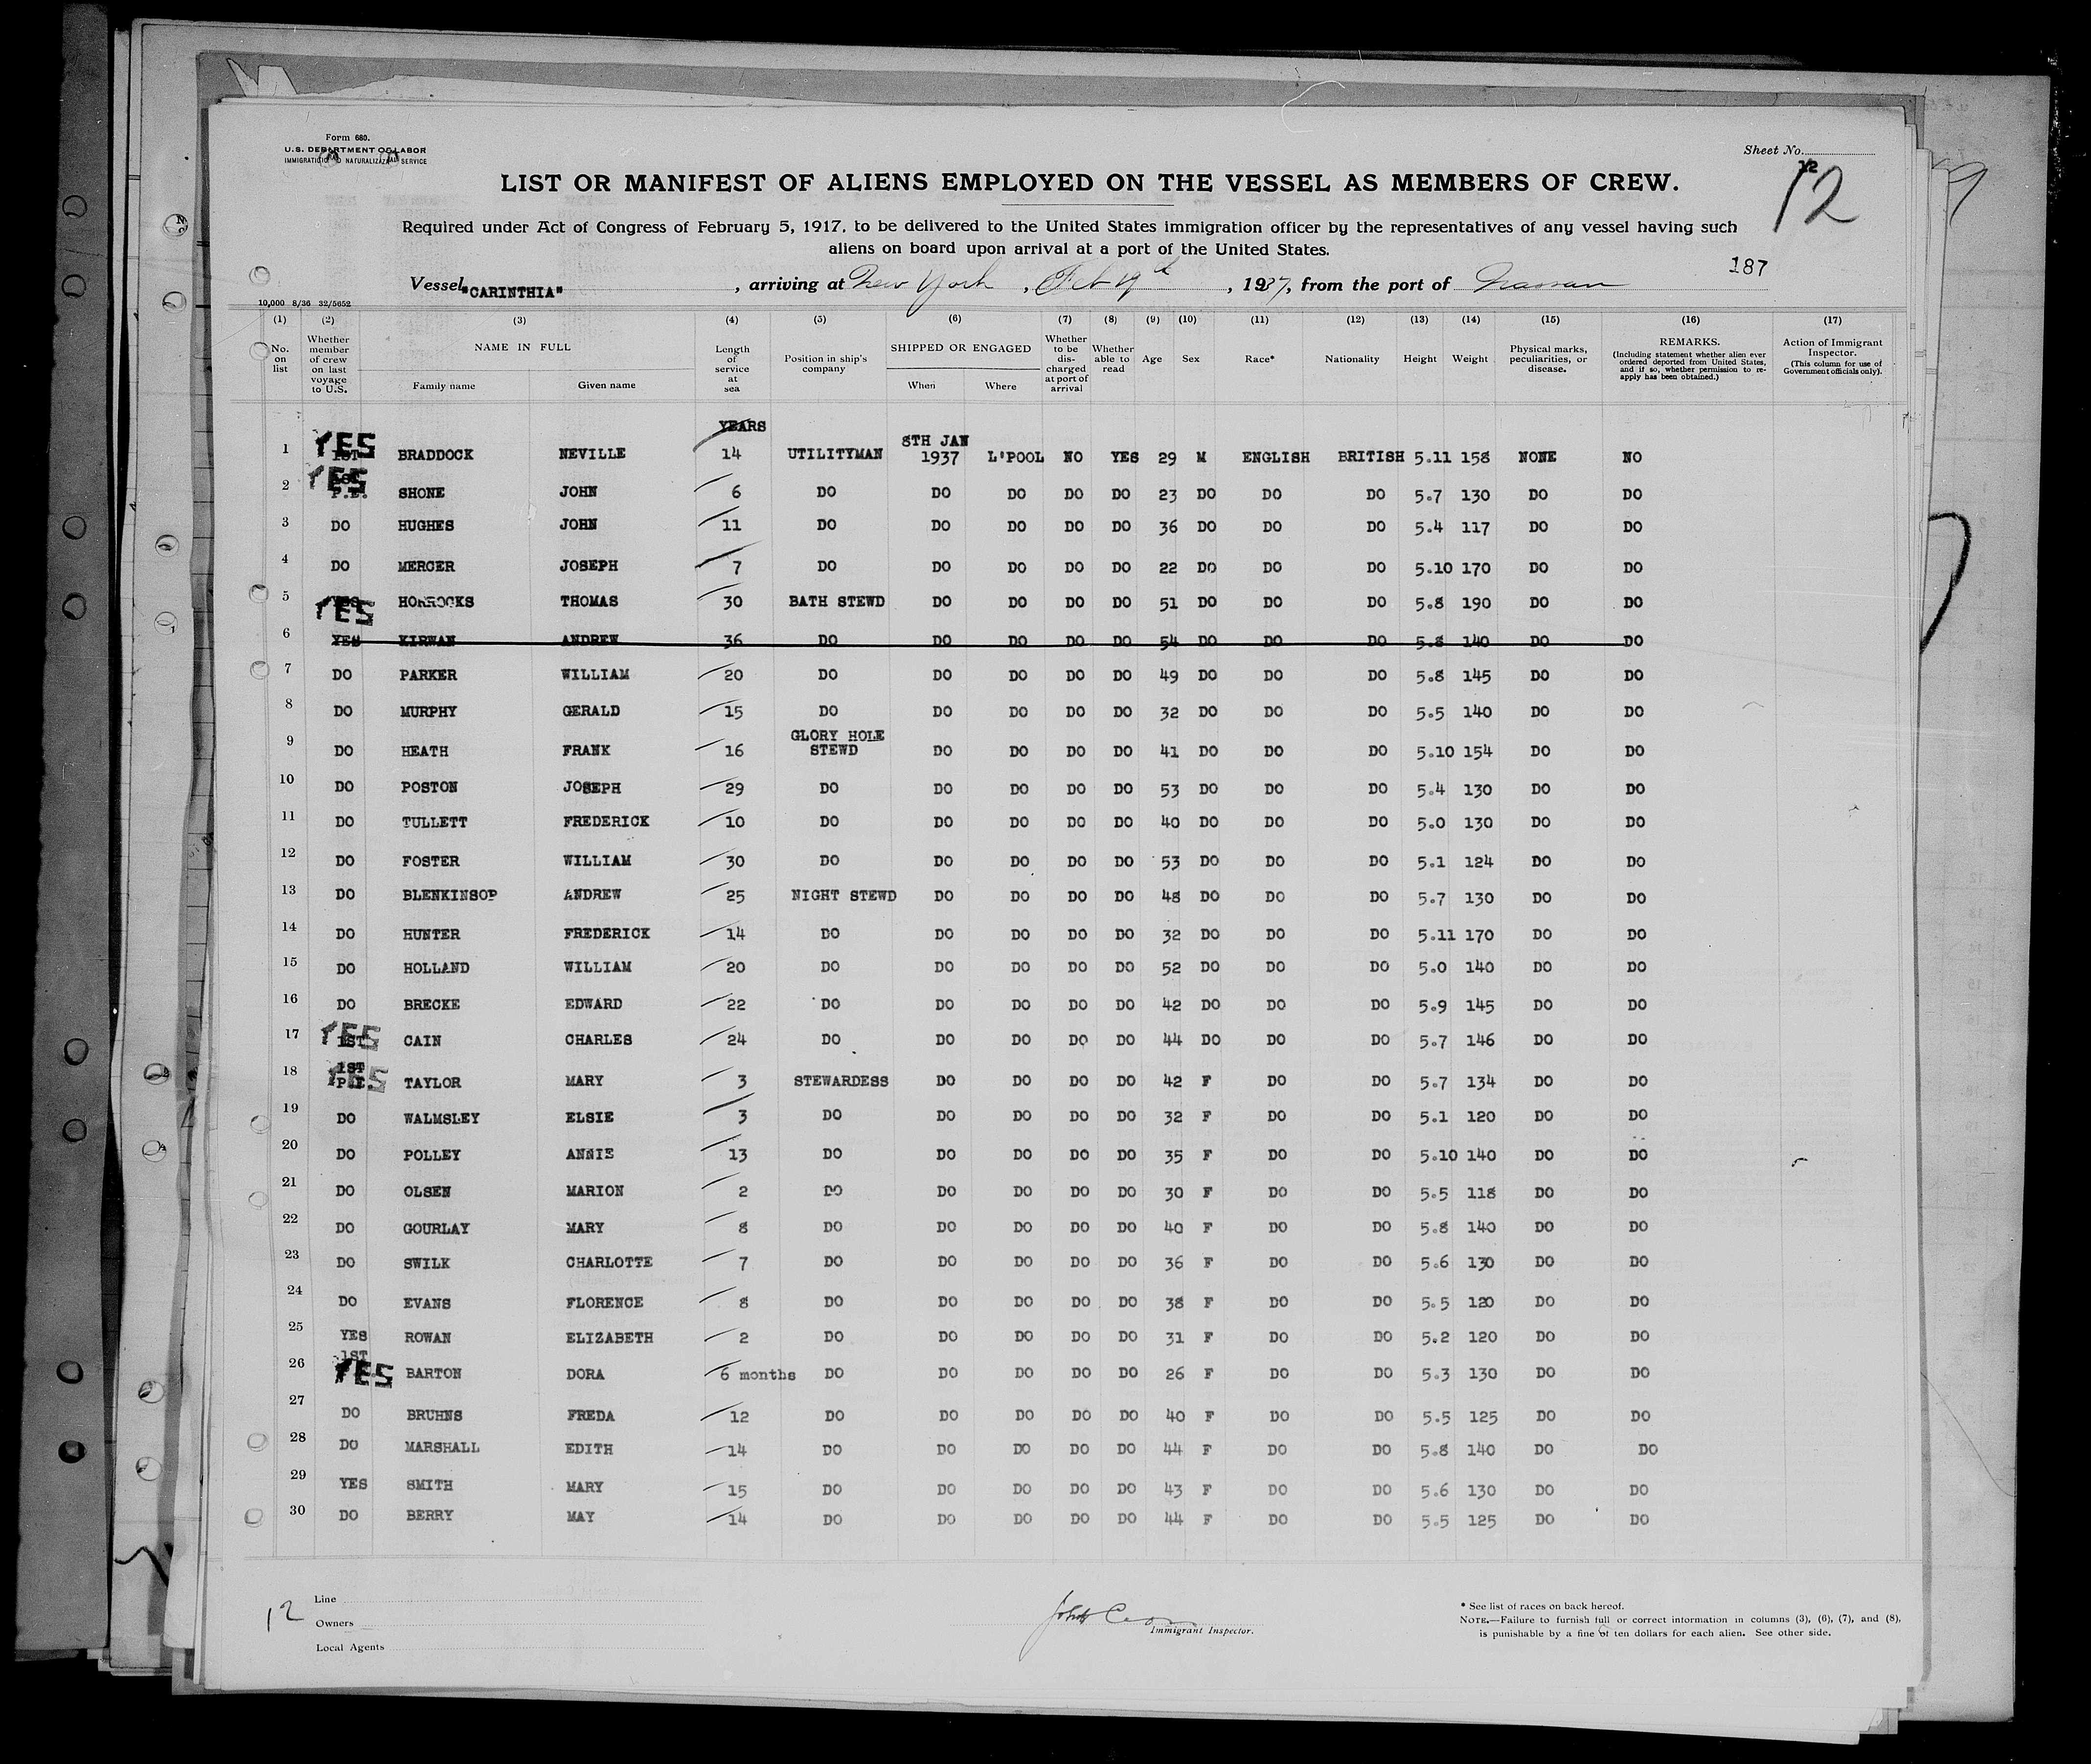 Form 680.
U.S. DEPARTMENT OF LABOR
IMMIGRATION AND NATURALIZATION SERVICE
Sheet No. 12
12
LIST OR MANIFEST OF ALIENS EMPLOYED ON THE VESSEL AS MEMBERS OF CREW.
Required under Act of Congress of February 5, 1917, to be delivered to the United States immigration officer by the representatives of any vessel having such
aliens on board upon arrival at a port of the United States.
187
Vessel "CARINTHIA", arriving at New York, Feb 19th, 1937, from the port of Nassau
10,000 8/36 32/5652
(1) (2) (3) (4) (5) (6) (7) (8) (9) (10) (11) (12) (13) (14) (15) (16) (17)
No. on list
Whether member of crew on last voyage to U.S.
NAME IN FULL
Family name Given name
Length of service at sea
Position in ship's company
SHIPPED OR ENGAGED
When Where
Whether to be discharged at port of arrival
Whether able to read
Age
Sex
Race*
Nationality
Height
Weight
Physical marks, peculiarities, or disease.
REMARKS.
(Including statement whether alien ever ordered deported from United States, and if so, whether permission to reapply has been obtained.)
Action of Immigrant Inspector.
(This column for use of Government officials only).
YEARS
1 YES 1ST BRADDOCK NEVILLE 14 UTILITYMAN 8TH JAN 1937 L'POOL NO YES 29 M ENGLISH BRITISH 5.11 158 NONE NO
2 YES 1ST P.E. SHONE JOHN 6 DO DO DO DO DO 23 DO DO DO 5.7 130 DO DO
3 DO HUGHES JOHN 11 DO DO DO DO DO 36 DO DO DO 5.4 117 DO DO
4 DO MERCER JOSEPH 7 DO DO DO DO DO 22 DO DO DO 5.10 170 DO DO
5 YES HORROCKS THOMAS 30 BATH STEWD DO DO DO DO 51 DO DO DO 5.8 190 DO DO
6 YES KIRWAN ANDREW 36 DO DO DO DO DO 54 DO DO DO 5.8 140 DO DO
7 DO PARKER WILLIAM 20 DO DO DO DO DO 49 DO DO DO 5.8 145 DO DO
8 DO MURPHY GERALD 15 DO DO DO DO DO 32 DO DO DO 5.5 140 DO DO
9 DO HEATH FRANK 16 GLORY HOLE STEWD DO DO DO DO 41 DO DO DO 5.10 154 DO DO
10 DO POSTON JOSEPH 29 DO DO DO DO DO 53 DO DO DO 5.4 130 DO DO
11 DO TULLETT FREDERICK 10 DO DO DO DO DO 40 DO DO DO 5.0 130 DO DO
12 DO FOSTER WILLIAM 30 DO DO DO DO DO 53 DO DO DO 5.1 124 DO DO
13 DO BLENKINSOP ANDREW 25 NIGHT STEWD DO DO DO DO 48 DO DO DO 5.7 130 DO DO
14 DO HUNTER FREDERICK 14 DO DO DO DO DO 32 DO DO DO 5.11 170 DO DO
15 DO HOLLAND WILLIAM 20 DO DO DO DO DO 52 DO DO DO 5.0 140 DO DO
16 DO BRECKE EDWARD 22 DO DO DO DO DO 42 DO DO DO 5.9 145 DO DO
17 YES 1ST CAIN CHARLES 24 DO DO DO DO DO 44 DO DO DO 5.7 146 DO DO
18 YES 1ST P.E. TAYLOR MARY 3 STEWARDESS DO DO DO DO 42 F DO DO 5.7 134 DO DO
19 DO WALMSLEY ELSIE 3 DO DO DO DO DO 32 F DO DO 5.1 120 DO DO
20 DO POLLEY ANNIE 13 DO DO DO DO DO 35 F DO DO 5.10 140 DO DO
21 DO OLSEN MARION 2 DO DO DO DO DO 30 F DO DO 5.5 118 DO DO
22 DO GOURLAY MARY 8 DO DO DO DO DO 40 F DO DO 5.8 140 DO DO
23 DO SWILK CHARLOTTE 7 DO DO DO DO DO 36 F DO DO 5.6 130 DO DO
24 DO EVANS FLORENCE 8 DO DO DO DO DO 38 F DO DO 5.5 120 DO DO
25 YES ROWAN ELIZABETH 2 DO DO DO DO DO 31 F DO DO 5.2 120 DO DO
26 1ST YES BARTON DORA 6 months DO DO DO DO DO 26 F DO DO 5.3 130 DO DO
27 DO BRUHNS FREDA 12 DO DO DO DO DO 40 F DO DO 5.5 125 DO DO
28 DO MARSHALL EDITH 14 DO DO DO DO DO 44 F DO DO 5.8 140 DO DO
29 YES SMITH MARY 15 DO DO DO DO DO 43 F DO DO 5.6 130 DO DO
30 DO BERRY MAY 14 DO DO DO DO DO 44 F DO DO 5.5 125 DO DO
12
Line
Owners
Local Agents
John
Immigrant Inspector.
* See list of races on back hereof.
NOTE.—Failure to furnish full or correct information in columns (3), (6), (7), and (8),
is punishable by a fine of ten dollars for each alien. See other side.